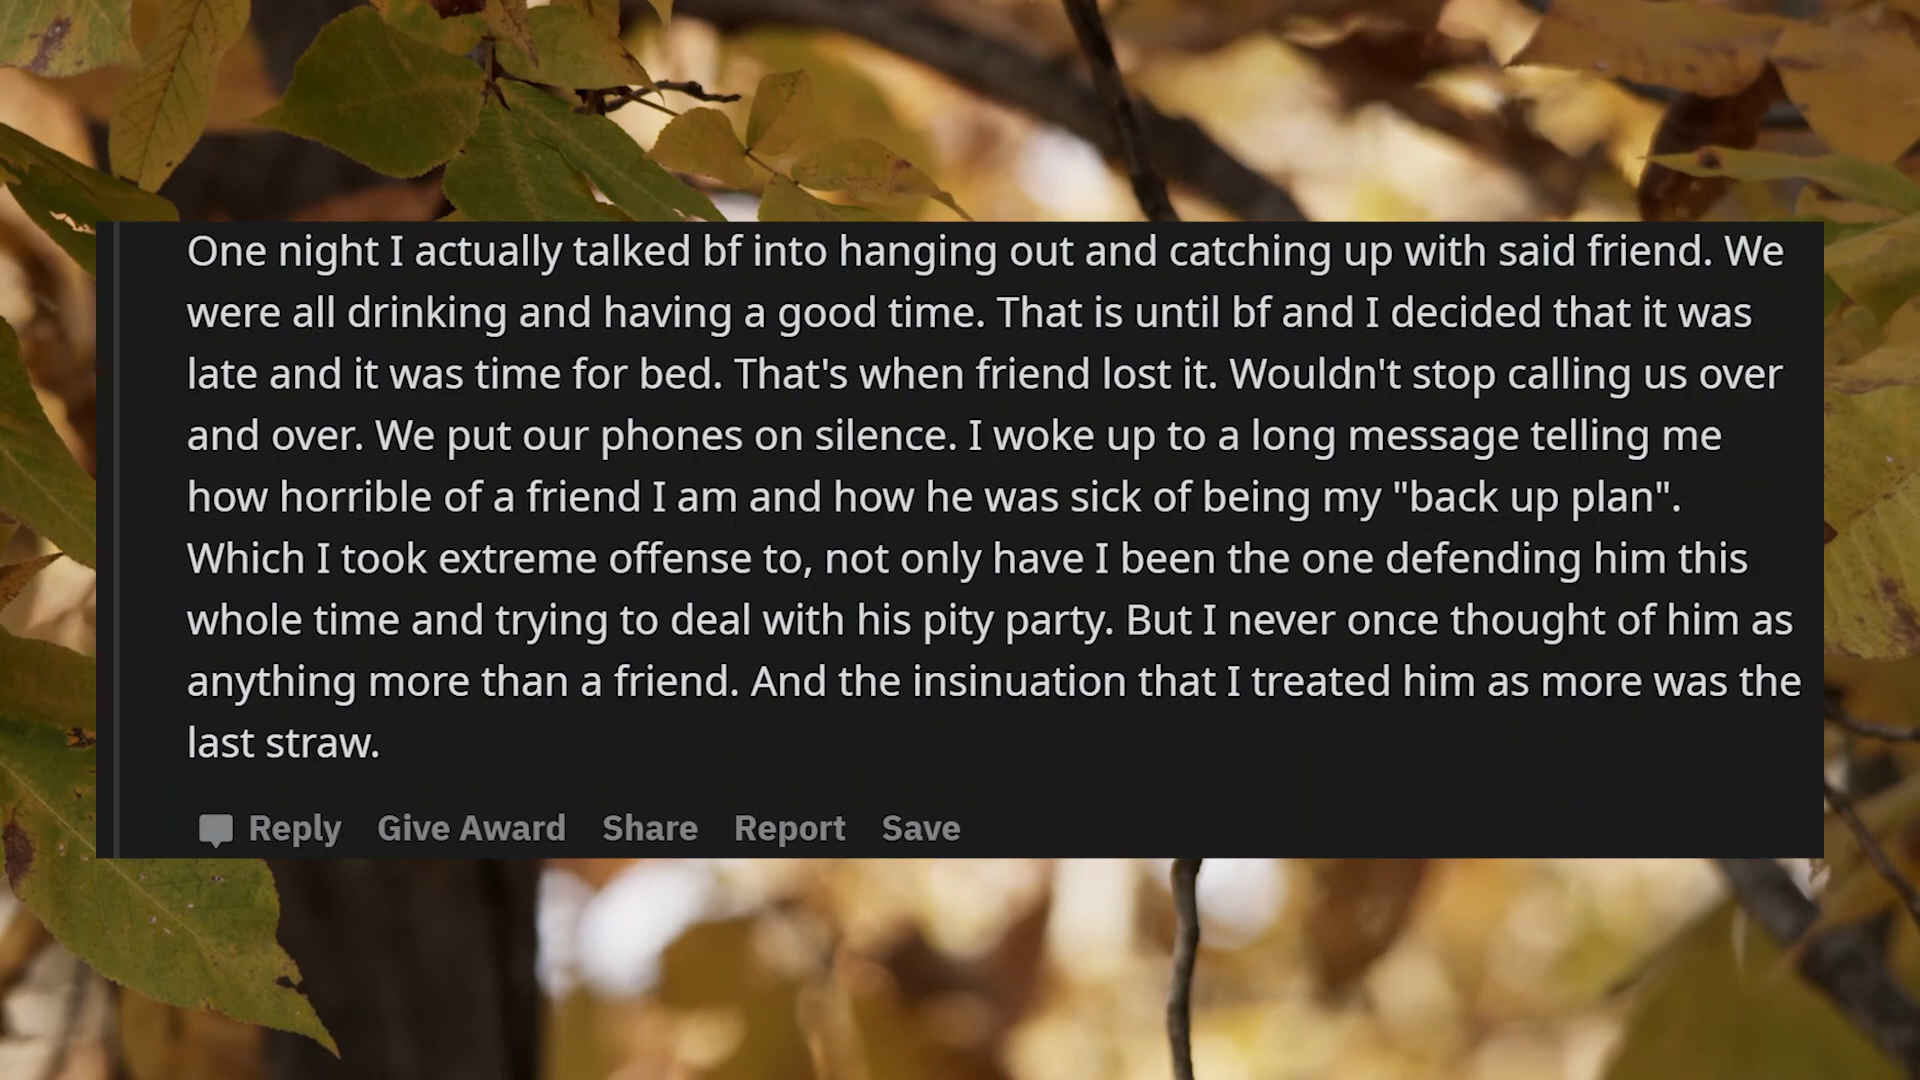 One night I actually talked bf into hanging out and catching up with said friend. We
were all drinking and having a good time. That is until bf and I decided that it was
late and it was time for bed. That's when friend lost it. Wouldn't stop calling us over
and over. We put our phones on silence. I woke up to a long message telling me
how horrible of a friend I am and how he was sick of being my "back up plan".
Which I took extreme offense to, not only have I been the one defending him this
whole time and trying to deal with his pity party. But I never once thought of him as
anything more than a friend. And the insinuation that I treated him as more was the
last straw.
Reply Give Award Share Report Save